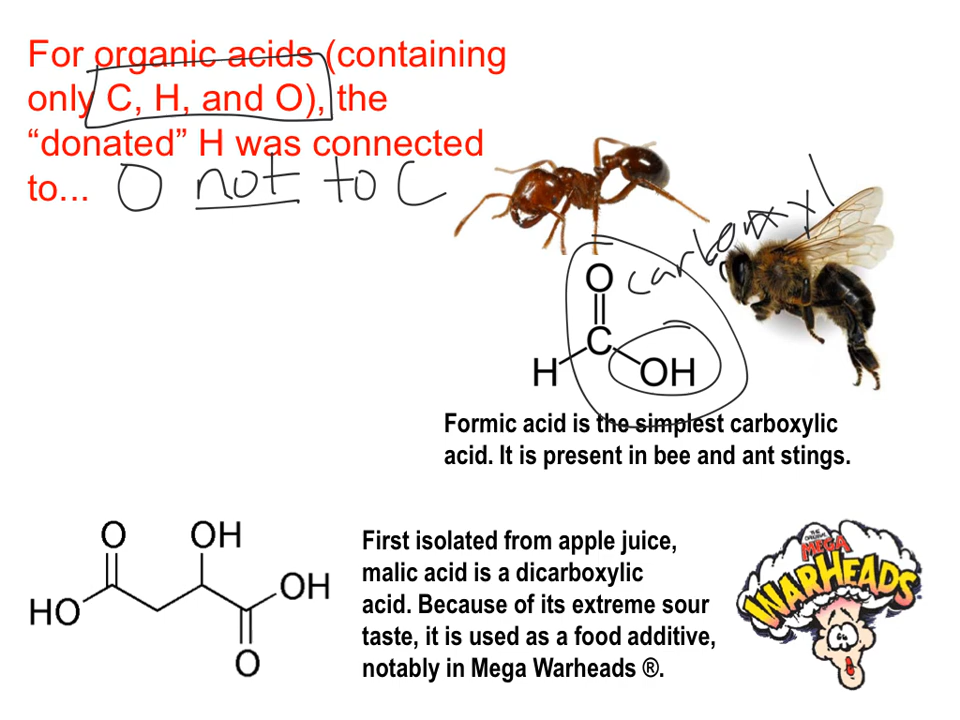 For organic acids (containing
only C, H, and O), the
“donated” H was connected
to... O not to C
carboxyl
O
C
H OH
Formic acid is the simplest carboxylic
acid. It is present in bee and ant stings.
O OH
OH
HO
O
First isolated from apple juice,
malic acid is a dicarboxylic
acid. Because of its extreme sour
taste, it is used as a food additive,
notably in Mega Warheads ®.
MEGA
WARHEADS